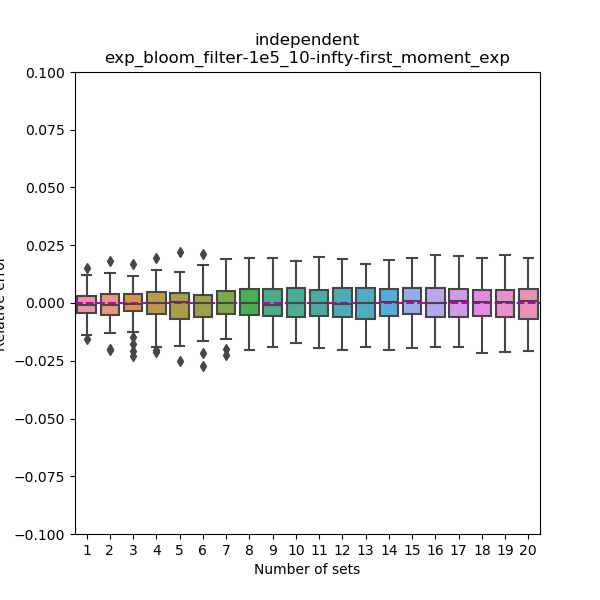 independent
exp_bloom_filter-1e5_10-infty-first_moment_exp
0.100
0.075
0.050
0.025
0.000
−0.025
−0.050
−0.075
−0.100
1 2 3 4 5 6 7 8 9 10 11 12 13 14 15 16 17 18 19 20
Number of sets